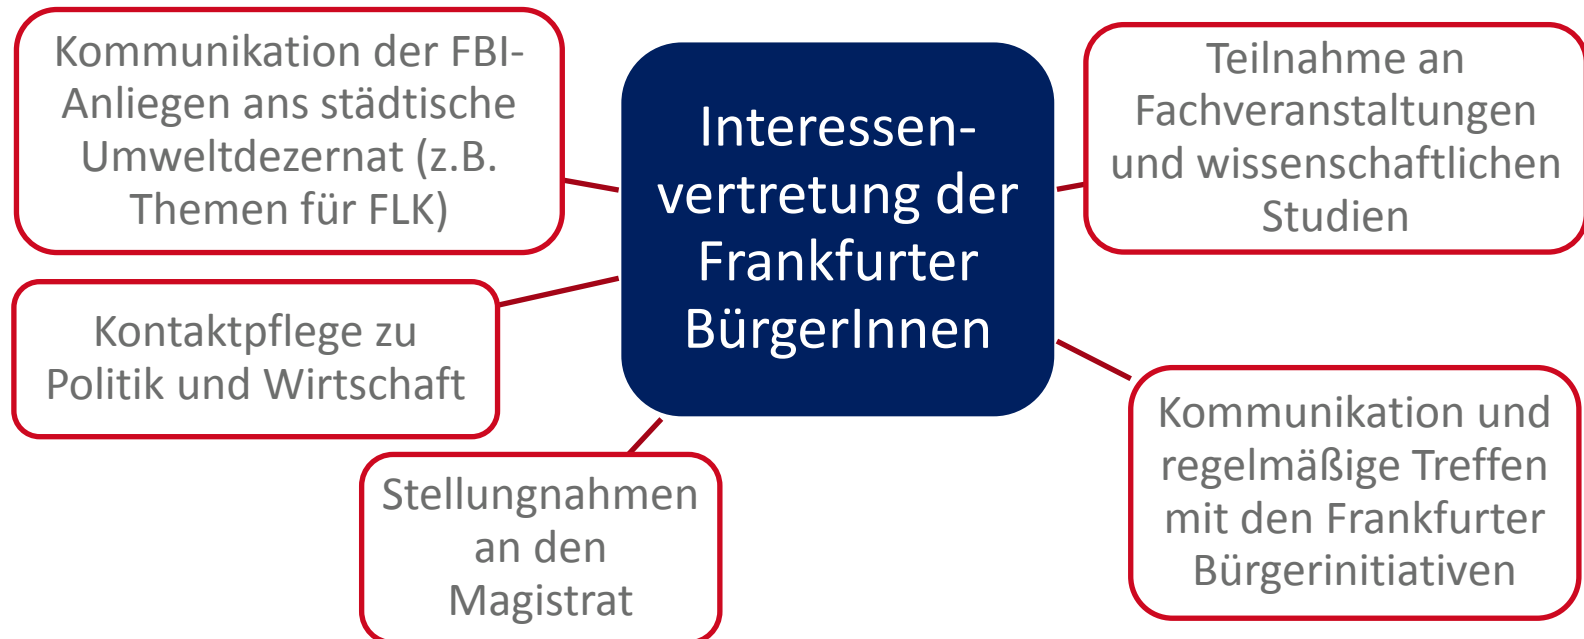 Kommunikation der FBI-
Anliegen ans städtische
Umweltdezernat (z.B.
Themen für FLK)
Interessen-
vertretung der
Frankfurter
BürgerInnen
Teilnahme an
Fachveranstaltungen
und wissenschaftlichen
Studien
Kontaktpflege zu
Politik und Wirtschaft
Stellungnahmen
an den
Magistrat
Kommunikation und
regelmäßige Treffen
mit den Frankfurter
Bürgerinitiativen